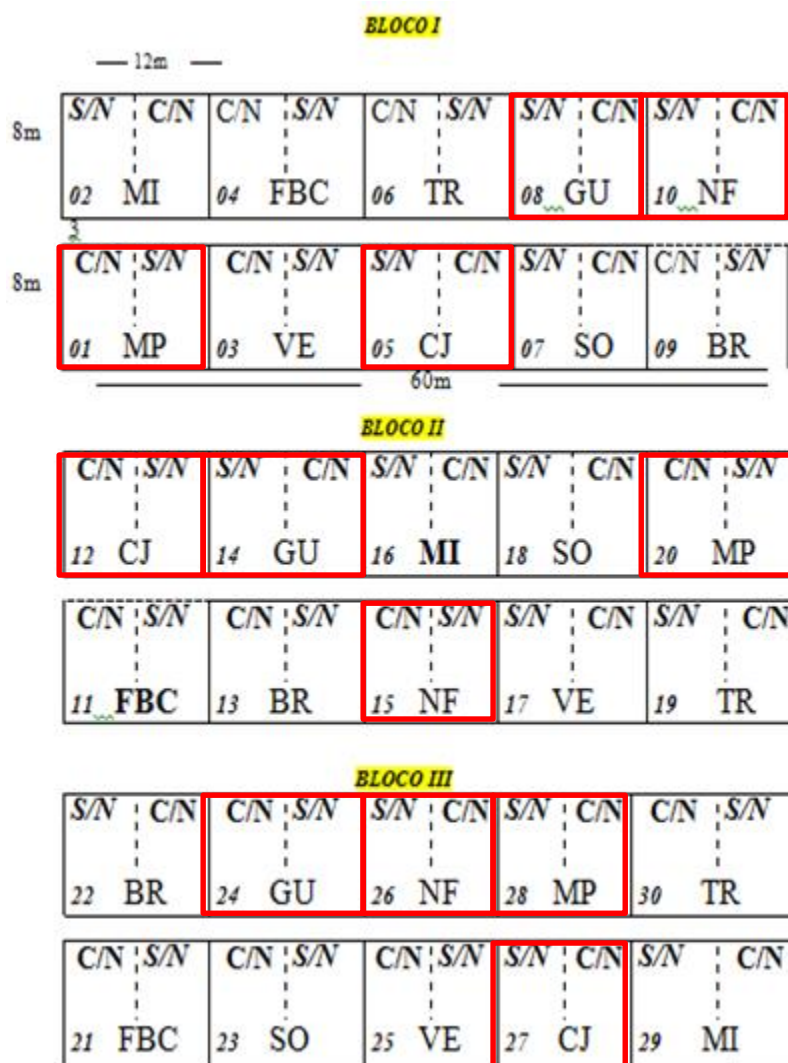 BLOCO I
12m
8m
S/N C/N C/N S/N C/N S/N S/N C/N S/N C/N
02 MI 04 FBC 06 TR 08 GU 10 NF
3
8m
C/N S/N C/N S/N S/N C/N S/N C/N C/N S/N
01 MP 03 VE 05 CJ 07 SO 09 BR
60m
BLOCO II
C/N S/N S/N C/N S/N C/N S/N C/N C/N S/N
12 CJ 14 GU 16 MI 18 SO 20 MP
C/N S/N C/N S/N C/N S/N S/N C/N S/N C/N
11 FBC 13 BR 15 NF 17 VE 19 TR
BLOCO III
S/N C/N C/N S/N S/N C/N S/N C/N C/N S/N
22 BR 24 GU 26 NF 28 MP 30 TR
C/N S/N C/N S/N C/N S/N S/N C/N S/N C/N
21 FBC 23 SO 25 VE 27 CJ 29 MI